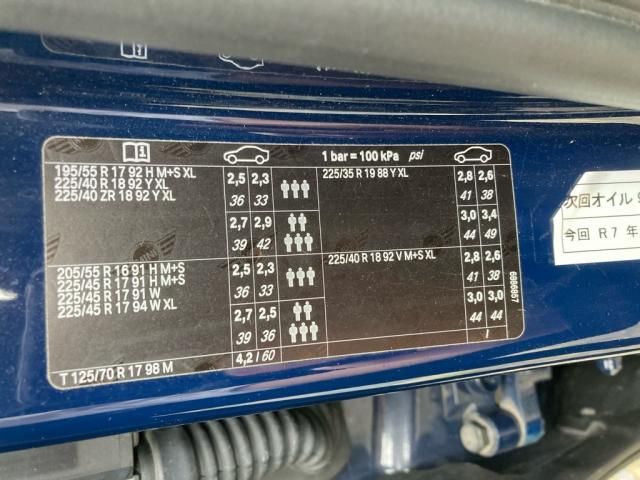 1 bar = 100 kPa psi
195/55 R 17 92 H M+S XL
225/40 R 18 92 Y XL
225/40 ZR 18 92 Y XL
2,5 2,3
36 33
2,7 2,9
39 42
225/35 R 19 88 Y XL
2,8 2,6
41 38
3,0 3,4
44 49
205/55 R 16 91 H M+S
225/45 R 17 91 H M+S
225/45 R 17 91 W
225/45 R 17 94 W XL
2,5 2,3
36 33
2,7 2,5
39 36
225/40 R 18 92 V M+S XL
2,8 2,6
41 38
3,0 3,0
44 44
/
T 125/70 R 17 98 M
4,2 / 60
6886857
次回オイル 9
今回 R7 年